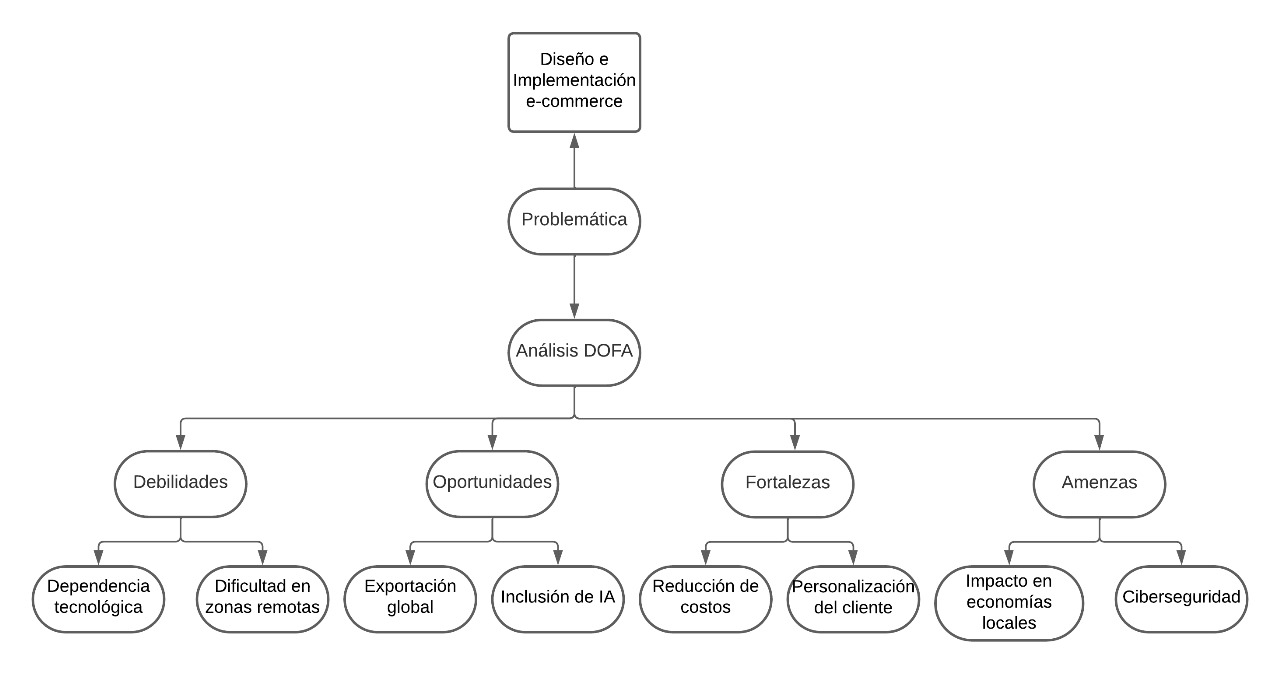 Diseño e
Implementación
e-commerce
Problemática
Análisis DOFA
Debilidades
Oportunidades
Fortalezas
Amenzas
Dependencia
tecnológica
Dificultad en
zonas remotas
Exportación
global
Inclusión de IA
Reducción de
costos
Personalización
del cliente
Impacto en
economías
locales
Ciberseguridad